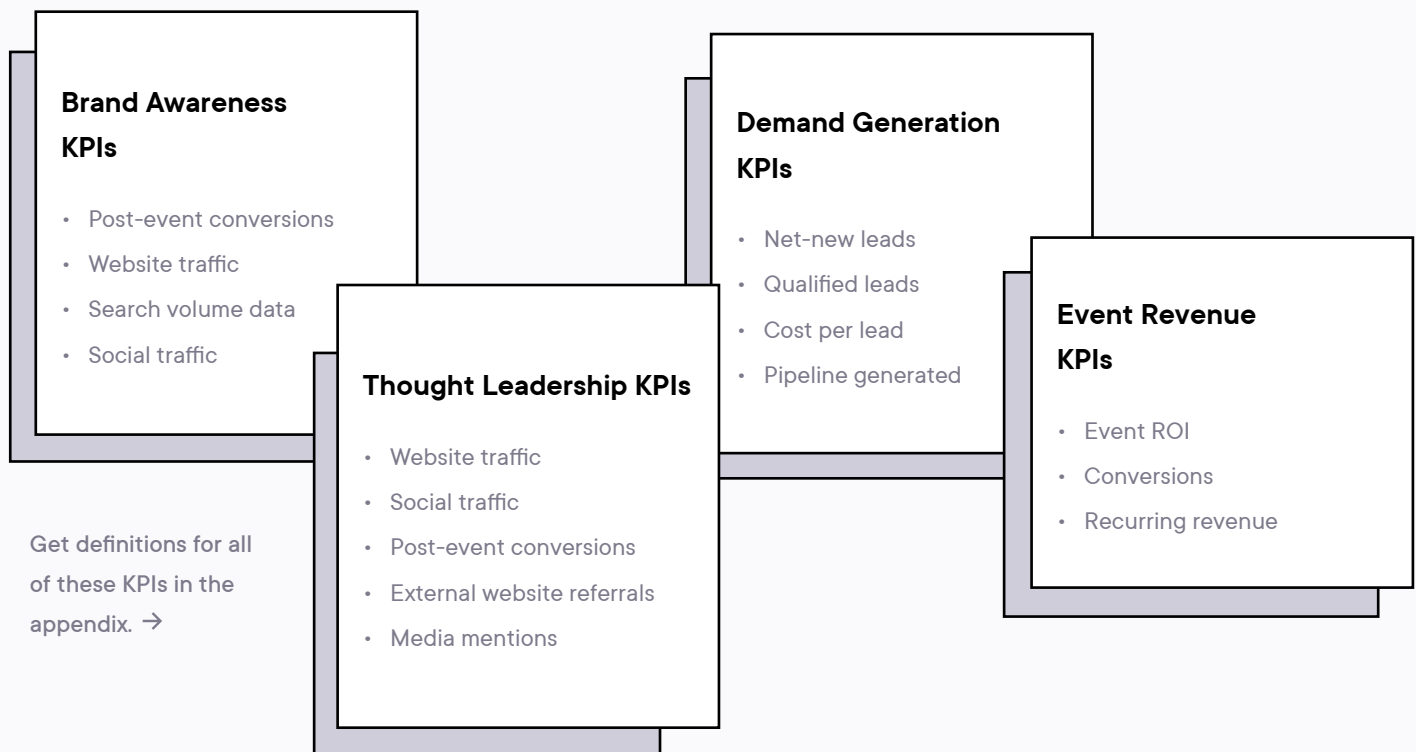 Brand Awareness
KPIs
• Post-event conversions
• Website traffic
• Search volume data
• Social traffic
Get definitions for all
of these KPIs in the
appendix. →
Thought Leadership KPIs
• Website traffic
• Social traffic
• Post-event conversions
• External website referrals
• Media mentions
Demand Generation
KPIs
• Net-new leads
• Qualified leads
• Cost per lead
• Pipeline generated
Event Revenue
KPIs
• Event ROI
• Conversions
• Recurring revenue